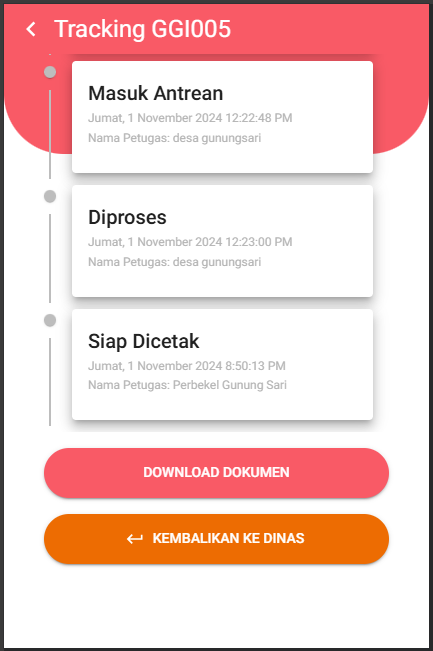 Tracking GGI005
Masuk Antrean
Jumat, 1 November 2024 12:22:48 PM
Nama Petugas: desa gunungsari
Diproses
Jumat, 1 November 2024 12:23:00 PM
Nama Petugas: desa gunungsari
Siap Dicetak
Jumat, 1 November 2024 8:50:13 PM
Nama Petugas: Perbekel Gunung Sari
DOWNLOAD DOKUMEN
KEMBALIKAN KE DINAS